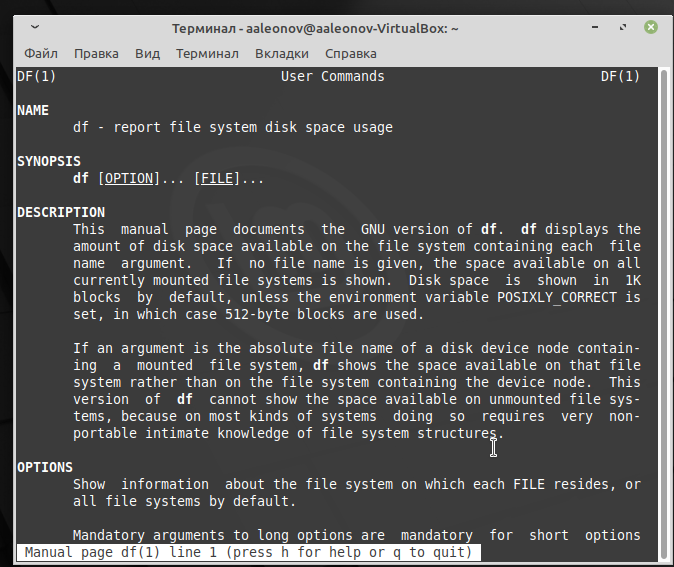 Терминал - aaleonov@aaleonov-VirtualBox: ~
Файл Правка Вид Терминал Вкладки Справка
DF(1) User Commands DF(1)
NAME
df - report file system disk space usage
SYNOPSIS
df [OPTION]... [FILE]...
DESCRIPTION
This manual page documents the GNU version of df. df displays the
amount of disk space available on the file system containing each file
name argument. If no file name is given, the space available on all
currently mounted file systems is shown. Disk space is shown in 1K
blocks by default, unless the environment variable POSIXLY_CORRECT is
set, in which case 512-byte blocks are used.
If an argument is the absolute file name of a disk device node contain-
ing a mounted file system, df shows the space available on that file
system rather than on the file system containing the device node. This
version of df cannot show the space available on unmounted file sys-
tems, because on most kinds of systems doing so requires very non-
portable intimate knowledge of file system structures.
OPTIONS
Show information about the file system on which each FILE resides, or
all file systems by default.
Mandatory arguments to long options are mandatory for short options
Manual page df(1) line 1 (press h for help or q to quit)